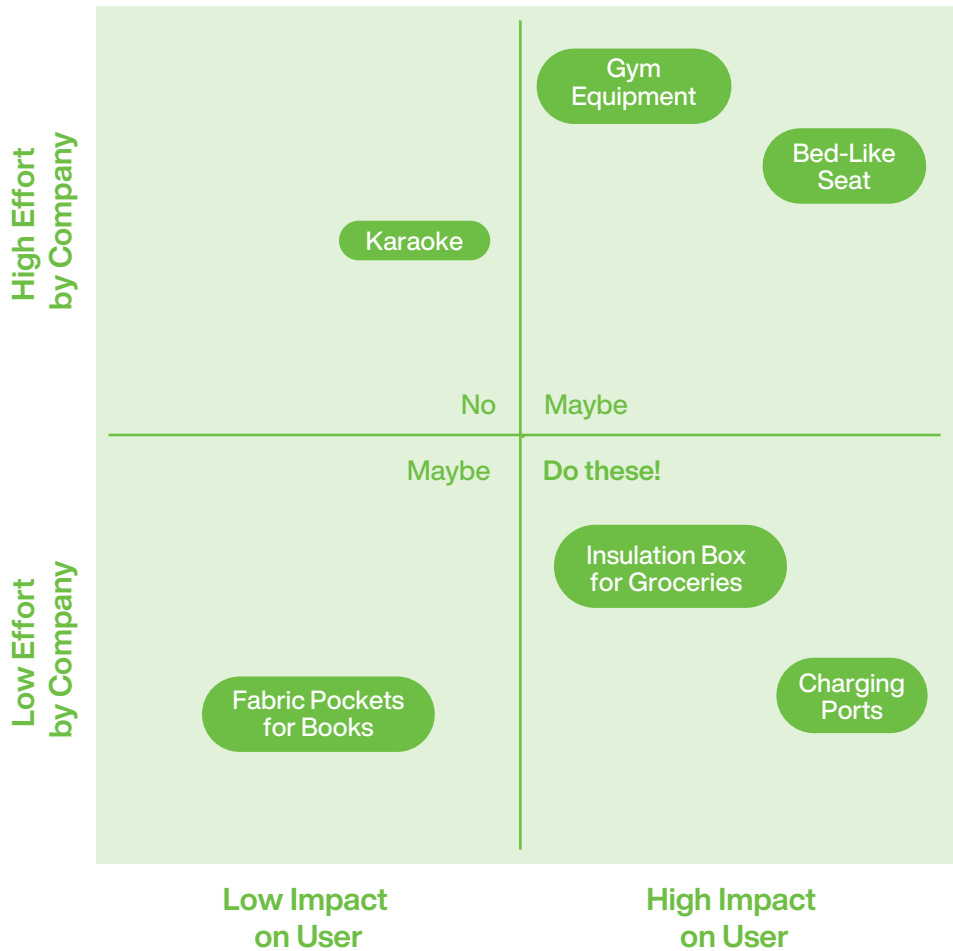 High Effort
by Company
Gym
Equipment
Bed-Like
Seat
Karaoke
No
Maybe
Maybe
Do these!
Low Effort
by Company
Insulation Box
for Groceries
Fabric Pockets
for Books
Charging
Ports
Low Impact
on User
High Impact
on User